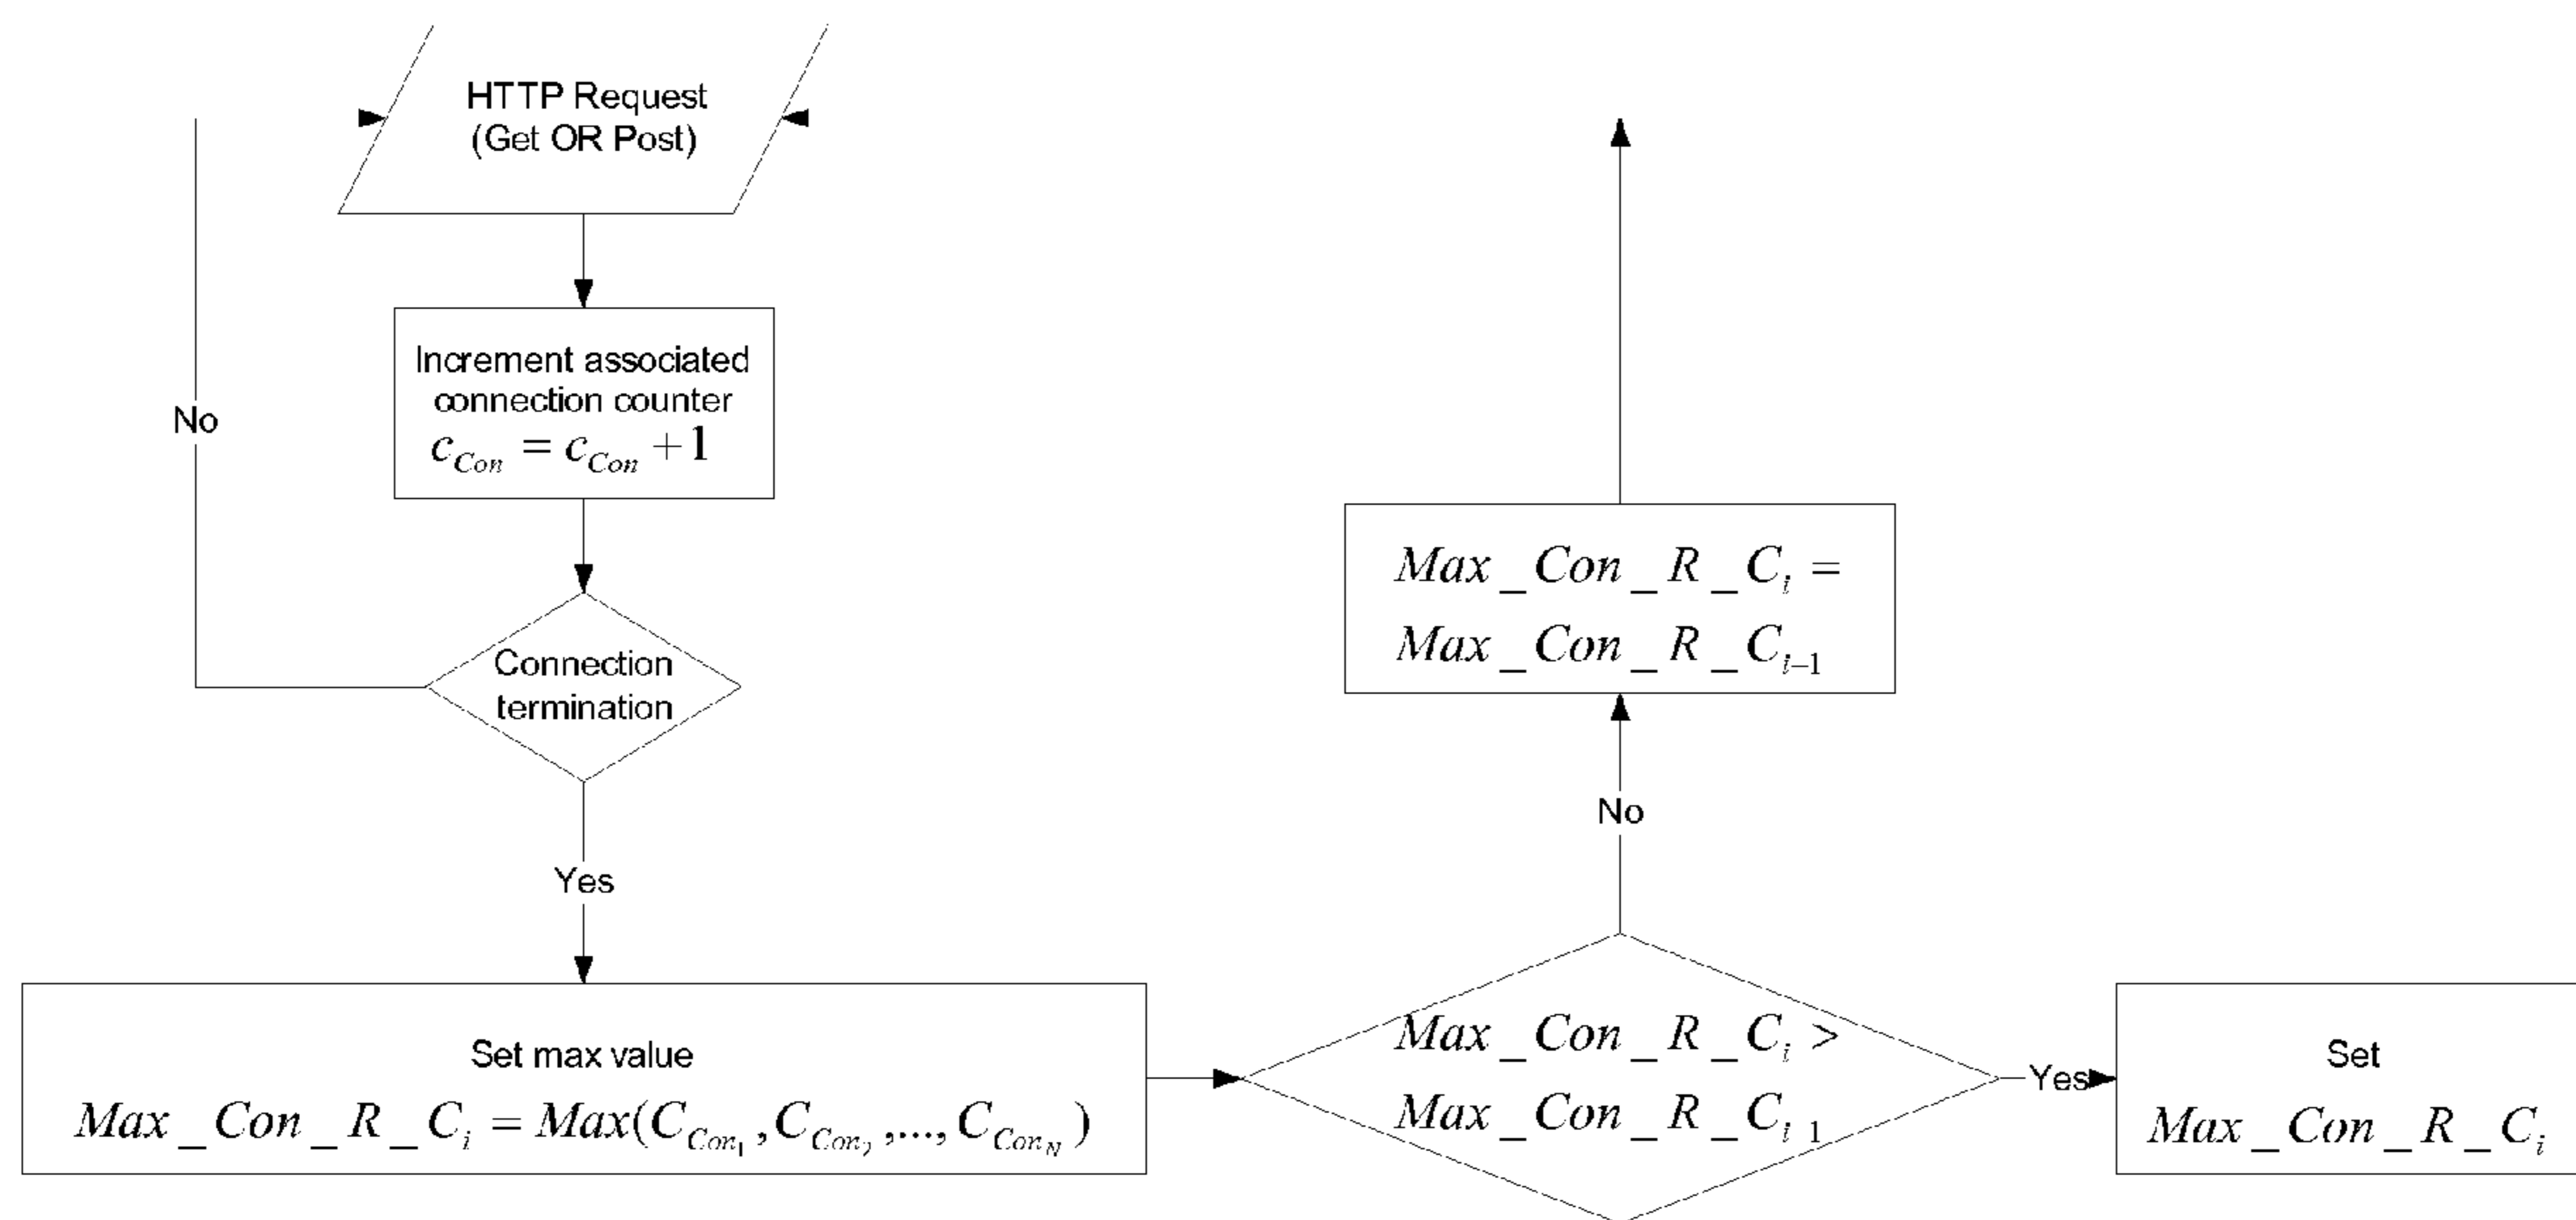 HTTP Request
(Get OR Post)
Increment associated
connection counter
c_Con = c_Con + 1
No
Connection
termination
Yes
Set max value
Max_Con_R_C_i = Max(C_Con_1, C_Con_2, ..., C_Con_N)
Max_Con_R_C_i =
Max_Con_R_C_i–1
No
Max_Con_R_C_i >
Max_Con_R_C_i 1
Yes
Set
Max_Con_R_C_i